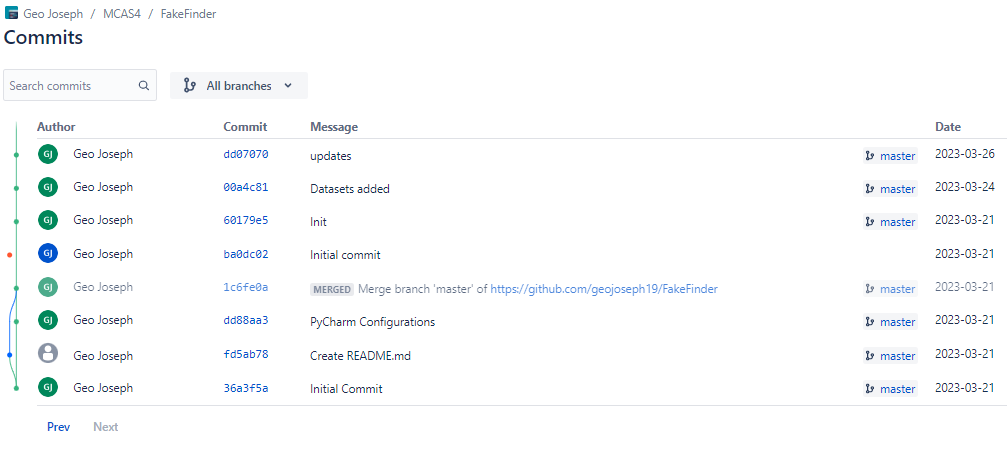 Geo Joseph / MCAS4 / FakeFinder
Commits
Search commits All branches
Author Commit Message Date
GJ Geo Joseph dd07070 updates master 2023-03-26
GJ Geo Joseph 00a4c81 Datasets added master 2023-03-24
GJ Geo Joseph 60179e5 Init master 2023-03-21
GJ Geo Joseph ba0dc02 Initial commit 2023-03-21
GJ Geo Joseph 1c6fe0a MERGED Merge branch 'master' of https://github.com/geojoseph19/FakeFinder master 2023-03-21
GJ Geo Joseph dd88aa3 PyCharm Configurations master 2023-03-21
Geo Joseph fd5ab78 Create README.md master 2023-03-21
GJ Geo Joseph 36a3f5a Initial Commit master 2023-03-21
Prev Next